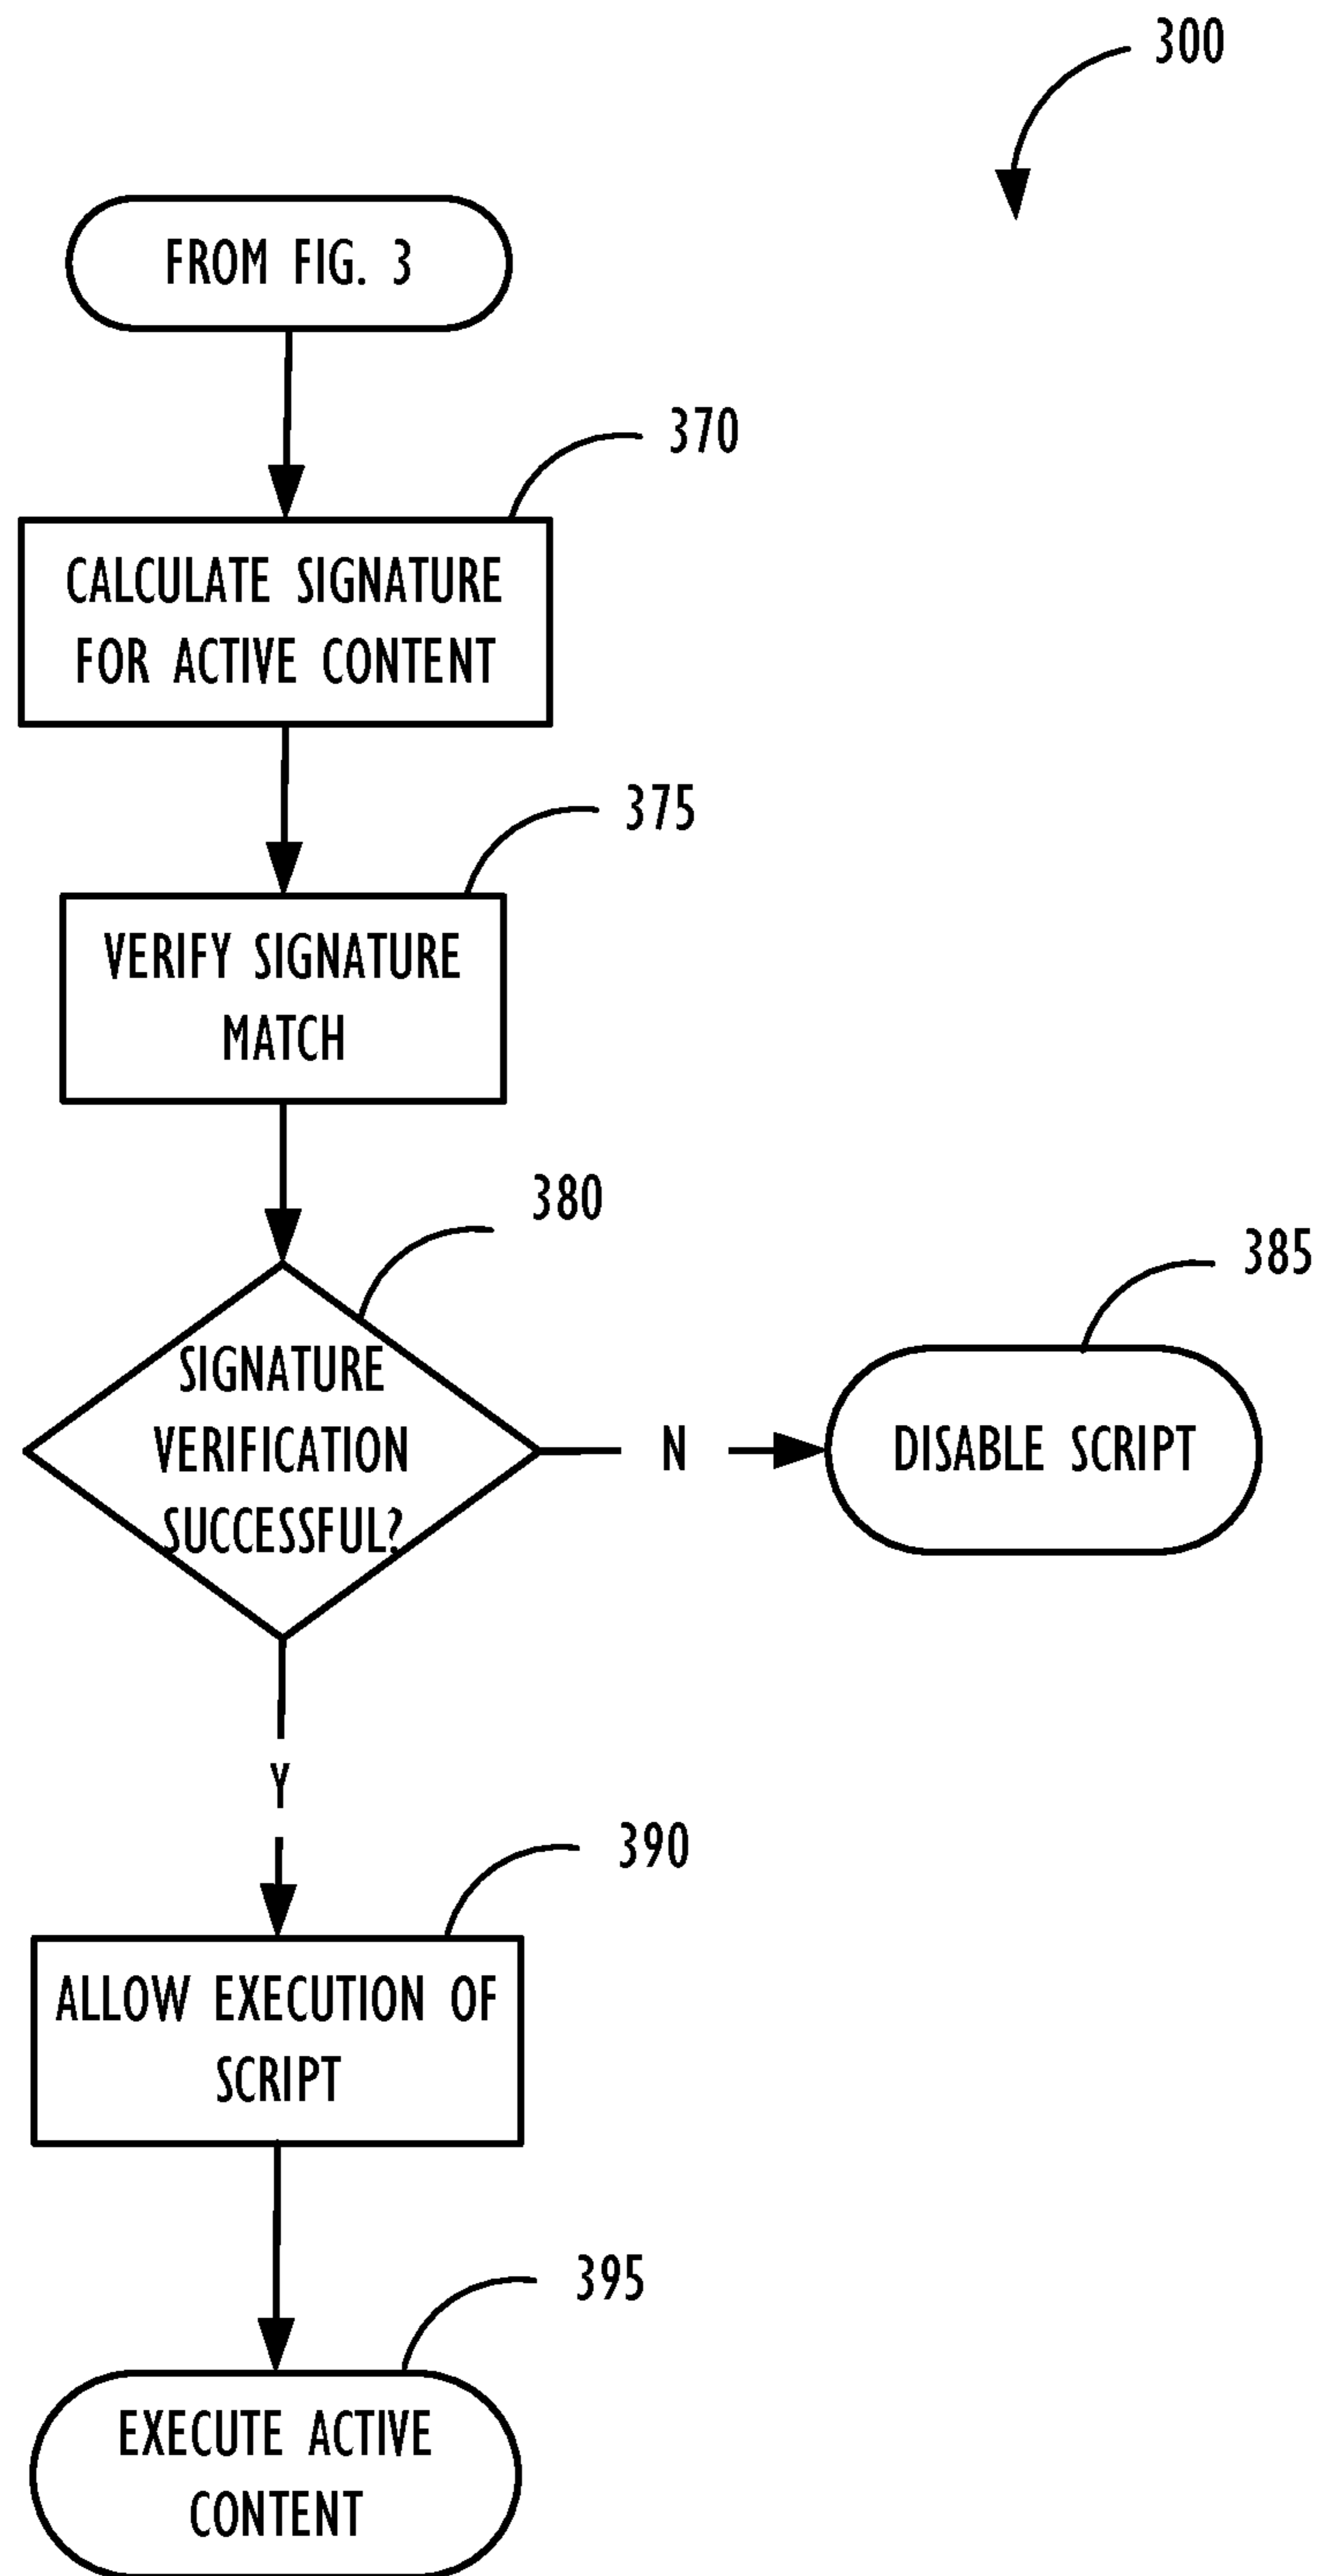 300
FROM FIG. 3
370
CALCULATE SIGNATURE
FOR ACTIVE CONTENT
375
VERIFY SIGNATURE
MATCH
380
SIGNATURE
VERIFICATION
SUCCESSFUL?
N
385
DISABLE SCRIPT
Y
390
ALLOW EXECUTION OF
SCRIPT
395
EXECUTE ACTIVE
CONTENT